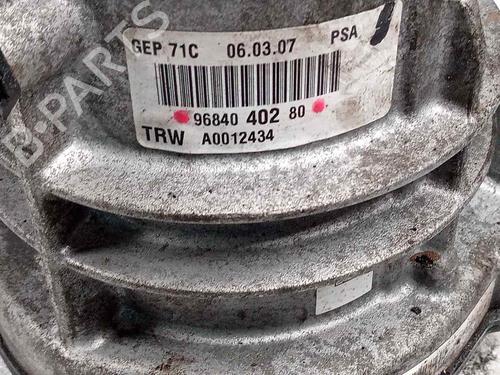 GEP 71C 06.03.07 PSA
96840 402 80
TRW A0012434
B-PARTS